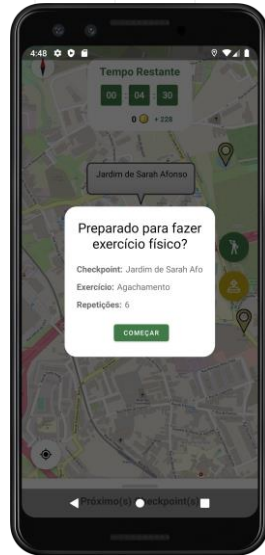 4:48
Tempo Restante
00 : 04 : 30
0 + 228
Jardim de Sarah Afonso
Preparado para fazer
exercício físico?
Checkpoint: Jardim de Sarah Afo
Exercício: Agachamento
Repetições: 6
COMEÇAR
Próximo(s) Checkpoint(s)